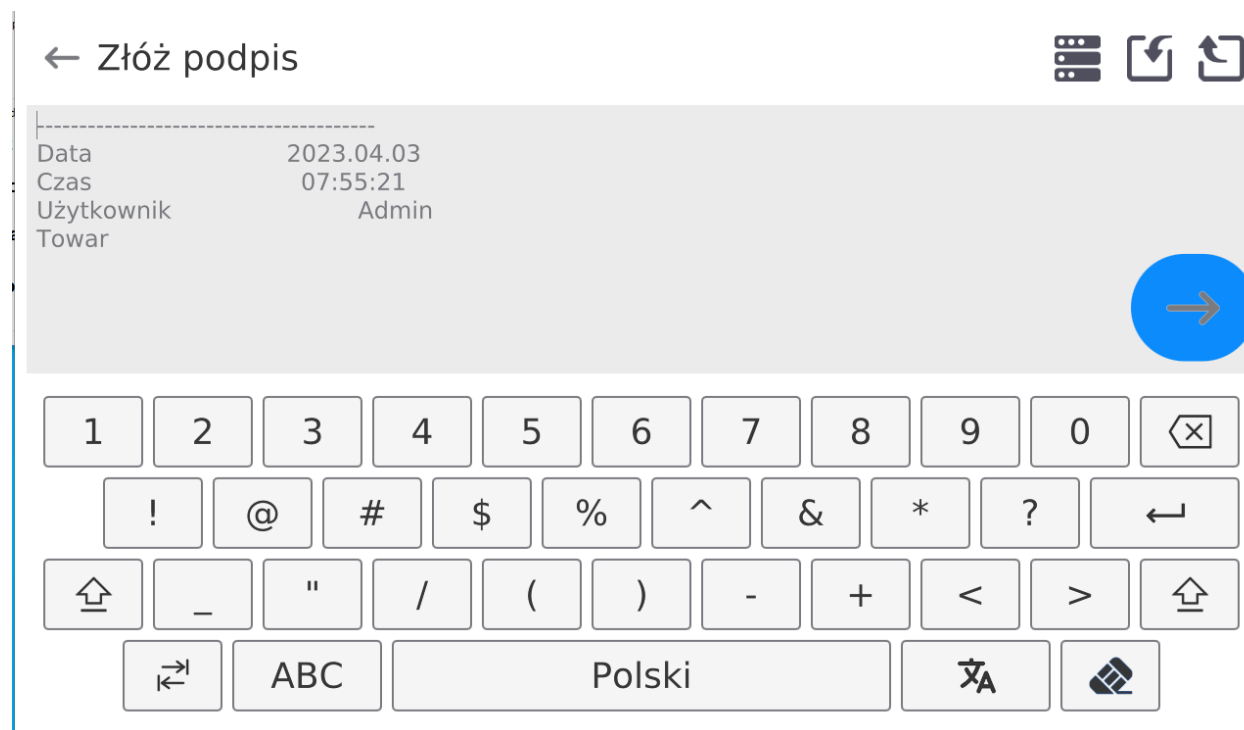 Złóż podpis
---------------------------------------
Data 2023.04.03
Czas 07:55:21
Użytkownik Admin
Towar
1 2 3 4 5 6 7 8 9 0
! @ # $ % ^ & * ?
_ " / ( ) - + < >
ABC Polski